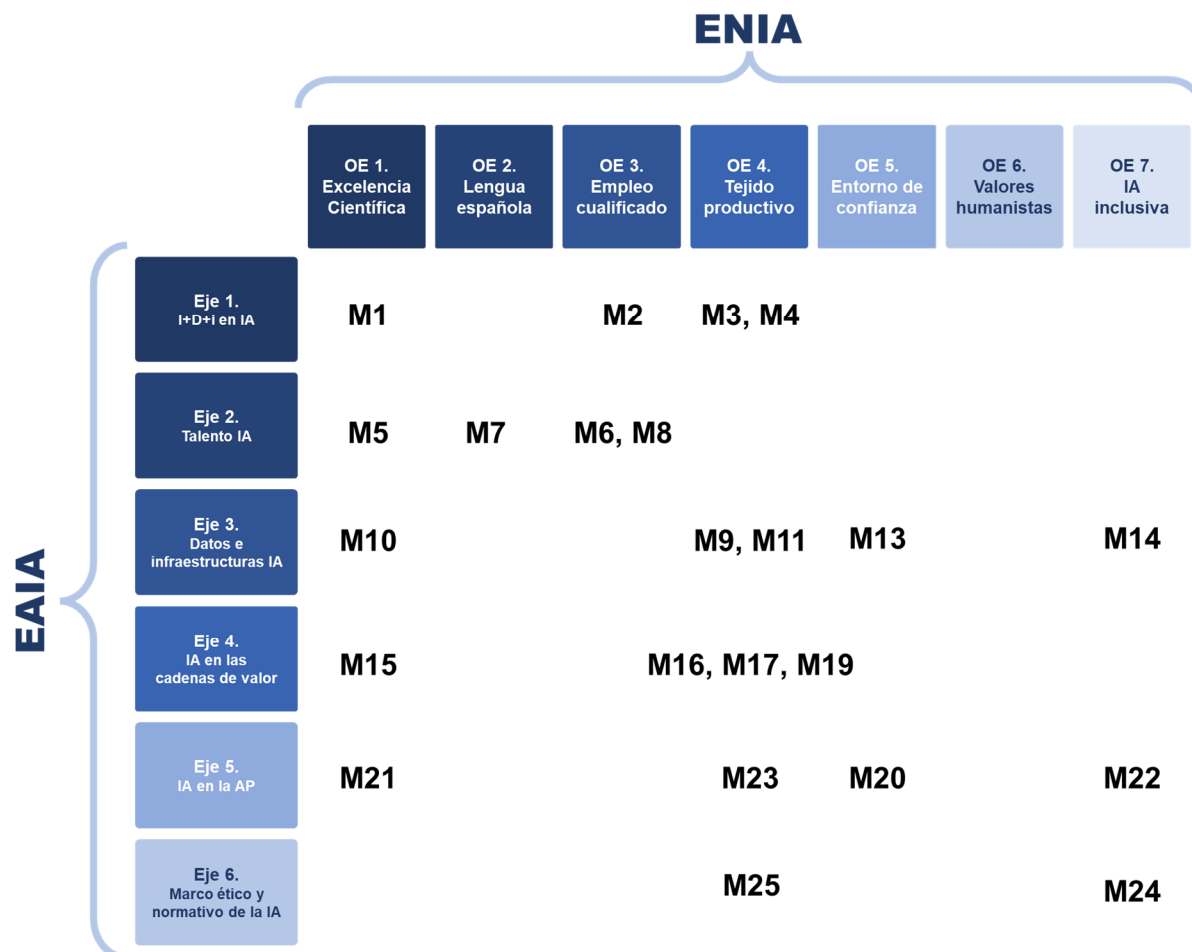 ENIA
OE 1.
Excelencia
Científica
OE 2.
Lengua
española
OE 3.
Empleo
cualificado
OE 4.
Tejido
productivo
OE 5.
Entorno de
confianza
OE 6.
Valores
humanistas
OE 7.
IA
inclusiva
EAIA
Eje 1.
I+D+i en IA
M1
M2
M3, M4
Eje 2.
Talento IA
M5
M7
M6, M8
Eje 3.
Datos e
infraestructuras IA
M10
M9, M11
M13
M14
Eje 4.
IA en las
cadenas de valor
M15
M16, M17, M19
Eje 5.
IA en la AP
M21
M23
M20
M22
Eje 6.
Marco ético y
normativo de la IA
M25
M24